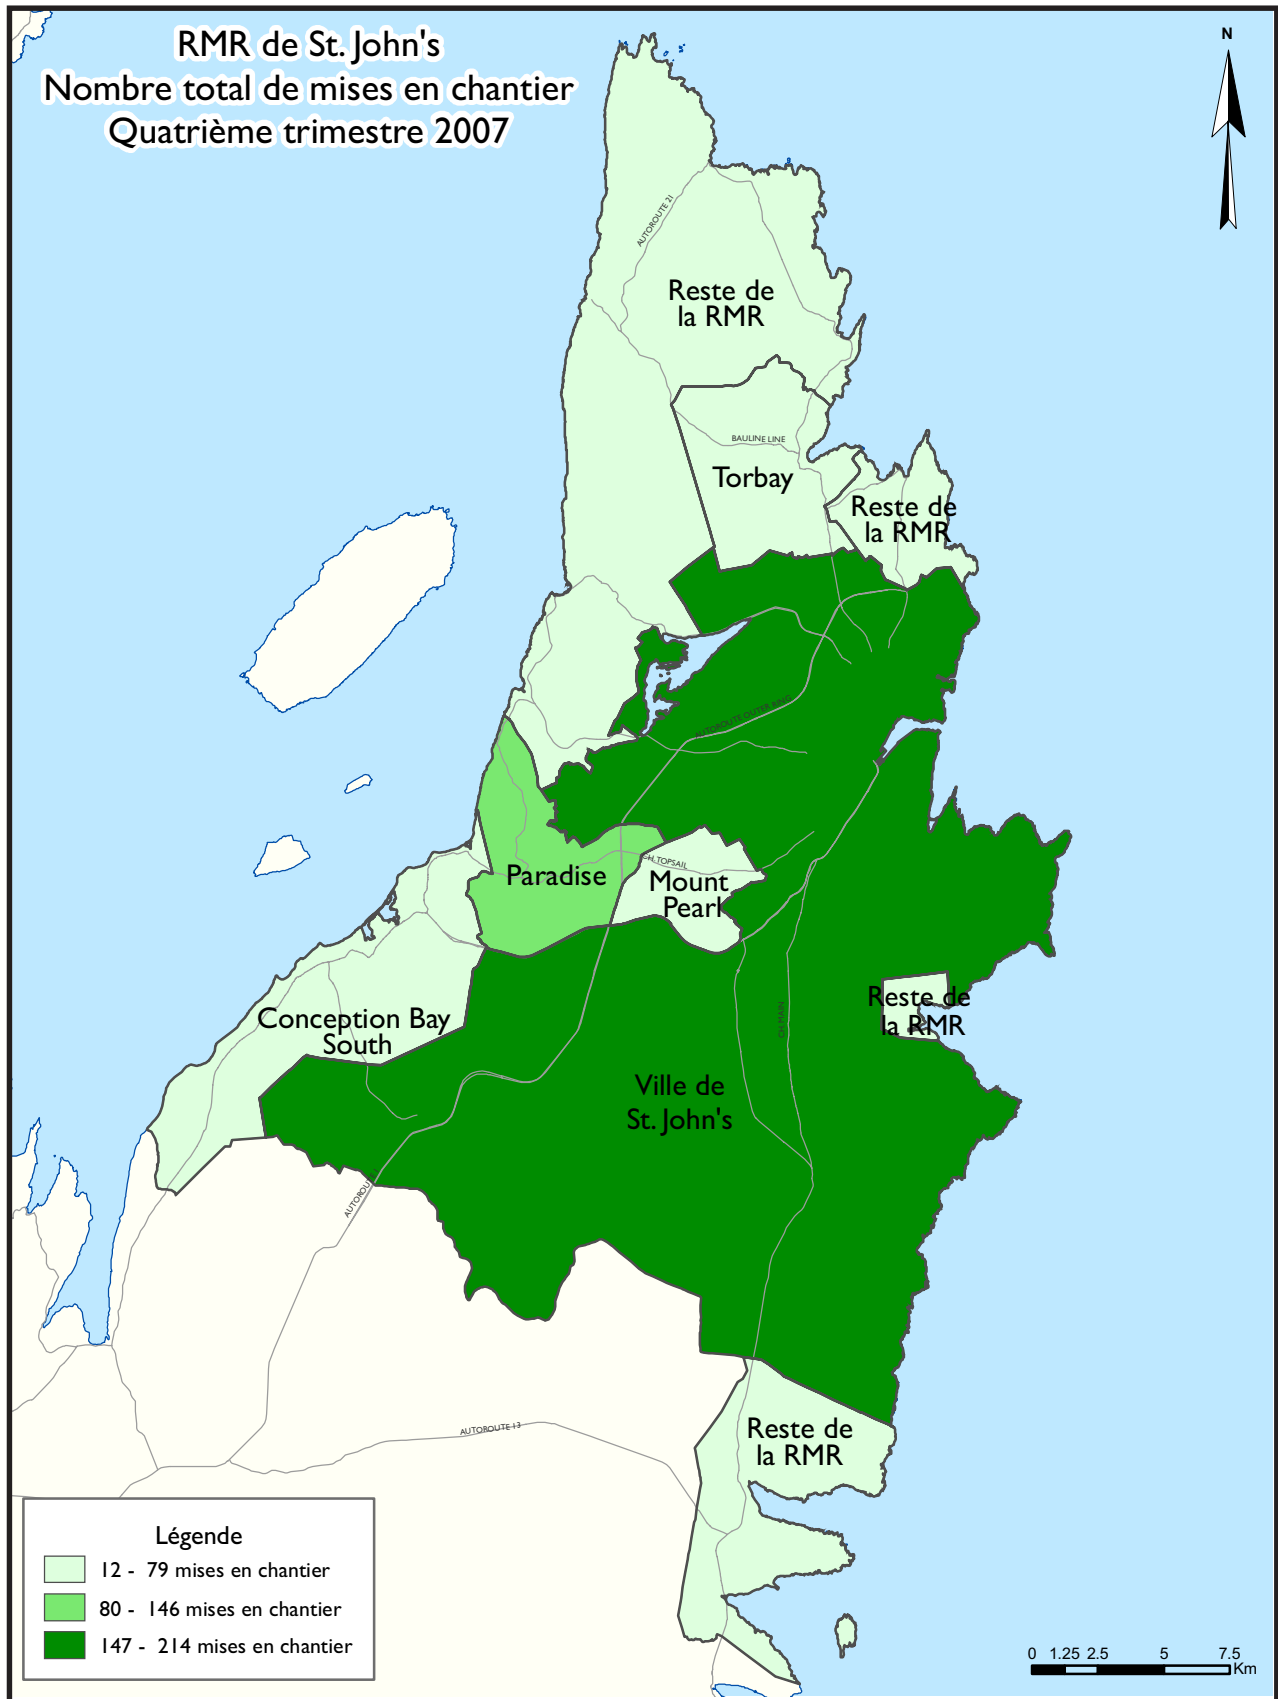 RMR de St. John's
Nombre total de mises en chantier
Quatrième trimestre 2007
N
AUTOROUTE 21
Reste de
la RMR
BAULINE LINE
Torbay
Reste de
la RMR
AUTOROUTE OUTER RING
CH. TOPSAIL
Paradise
Mount
Pearl
Reste de
la RMR
CH. MAIN
Conception Bay
South
Ville de
St. John's
AUTOROUTE 1
AUTOROUTE 13
Reste de
la RMR
Légende
12 - 79 mises en chantier
80 - 146 mises en chantier
147 - 214 mises en chantier
0 1.25 2.5 5 7.5
Km